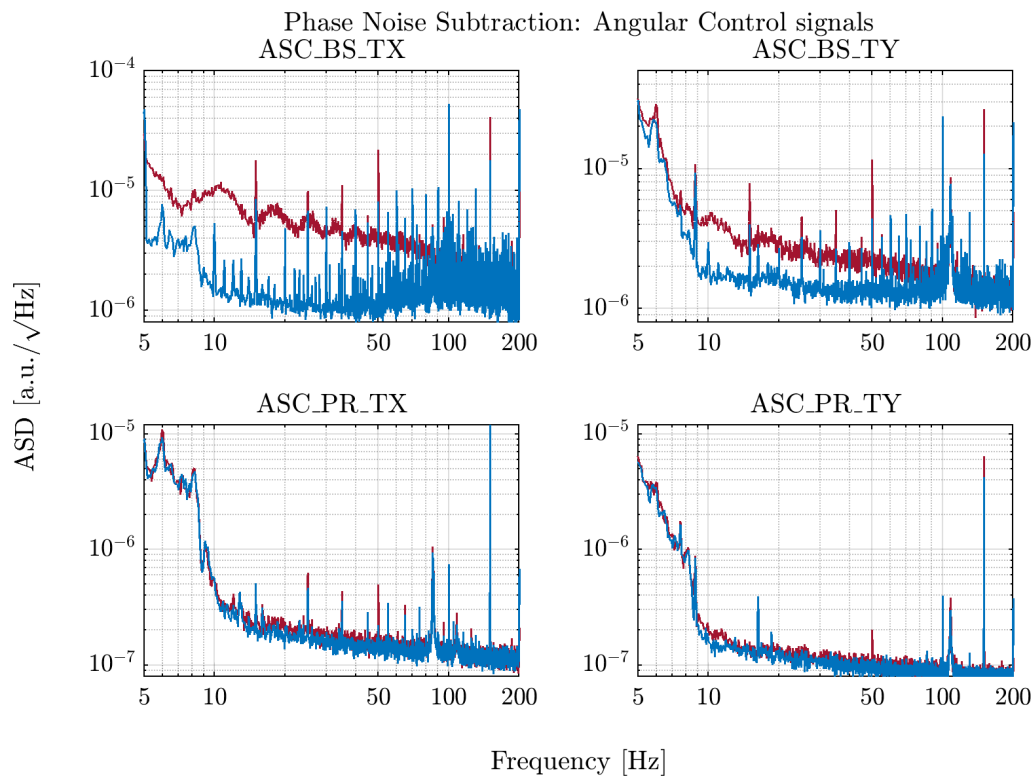 Phase Noise Subtraction: Angular Control signals
ASC_BS_TX
ASC_BS_TY
10⁻⁴
10⁻⁵
10⁻⁶
5 10 50 100 200
10⁻⁵
10⁻⁶
5 10 50 100 200
ASD [a.u./√Hz]
ASC_PR_TX
ASC_PR_TY
10⁻⁵
10⁻⁶
10⁻⁷
5 10 50 100 200
10⁻⁵
10⁻⁶
10⁻⁷
5 10 50 100 200
Frequency [Hz]